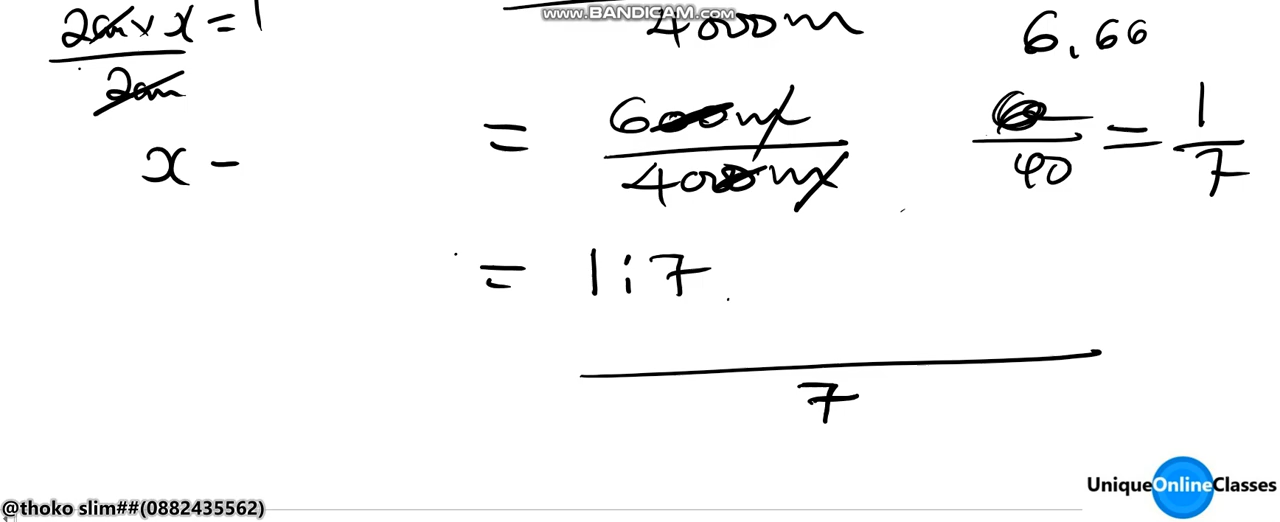 www.BANDICAM.com
2cm × x = 1
2cm
x =
4000m
= 600m
4000m
6.66
60
40
= 1
7
= 1:7
7
UniqueOnlineClasses
@thoko slim##(0882435562)